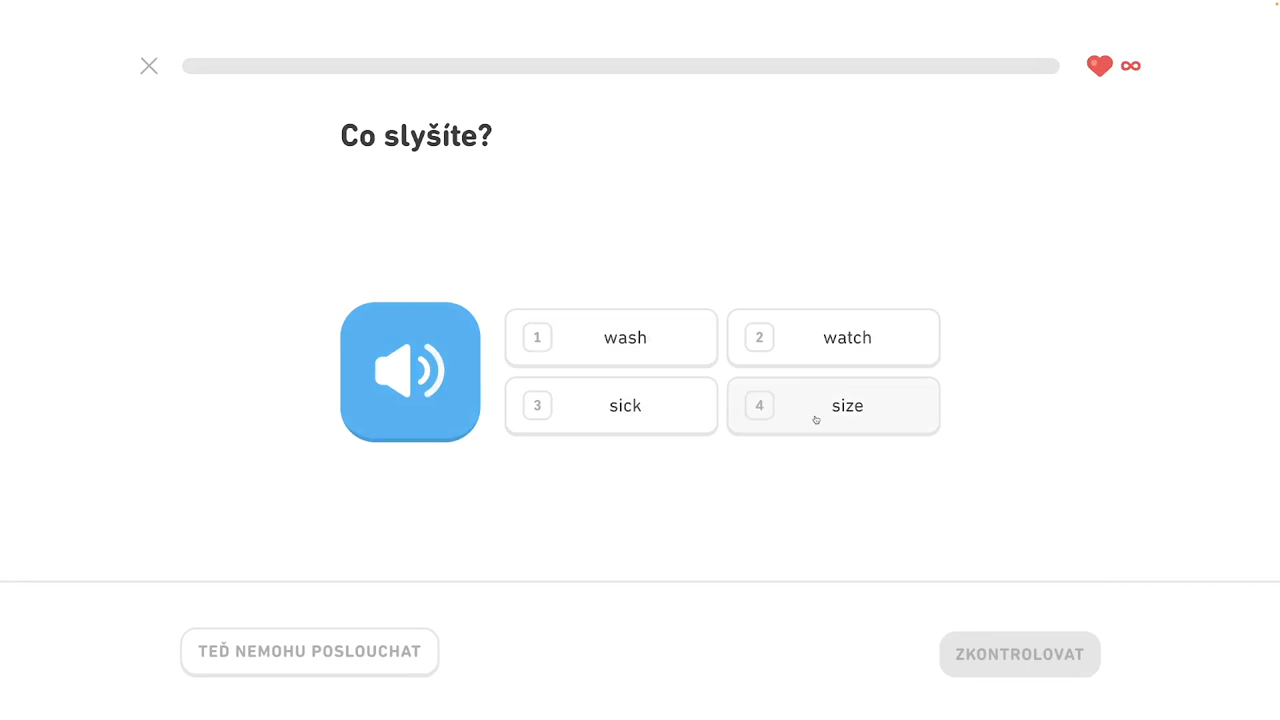 Co slyšíte?
1 wash
2 watch
3 sick
4 size
TEĎ NEMOHU POSLOUCHAT
ZKONTROLOVAT